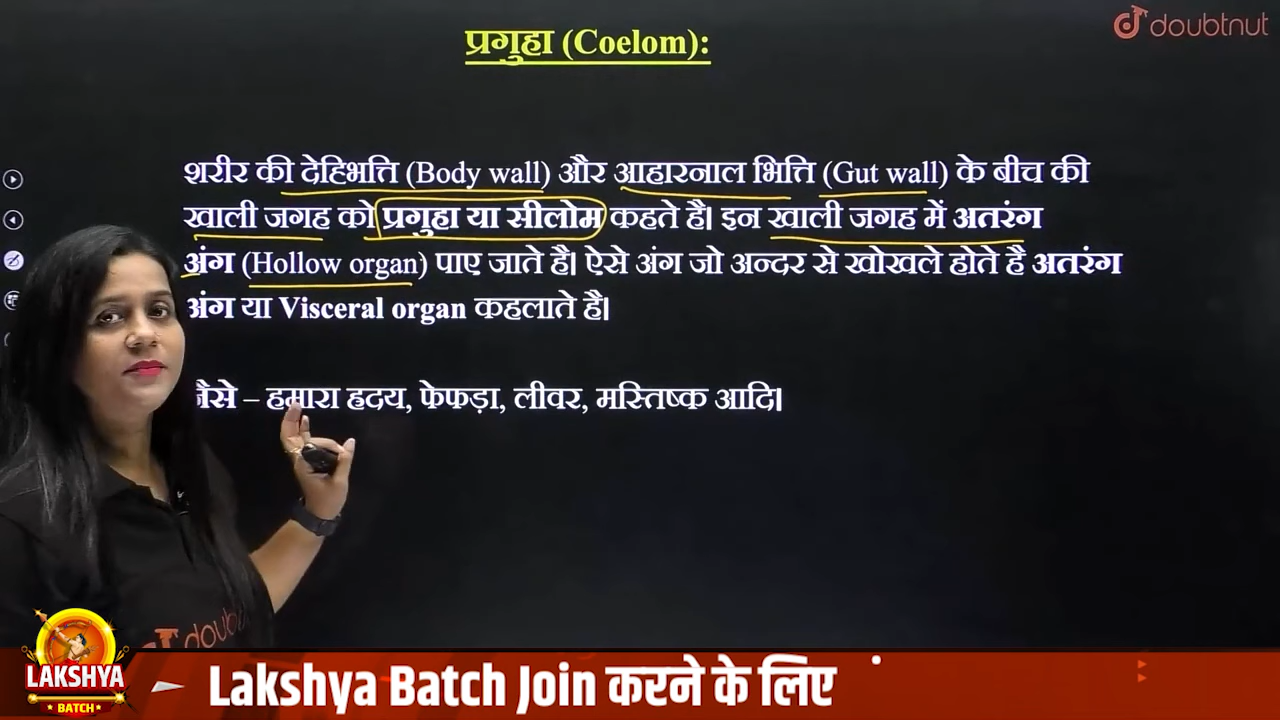 doubtnut
प्रगुहा (Coelom):
शरीर की देहभित्ति (Body wall) और आहारनाल भित्ति (Gut wall) के बीच की
खाली जगह को प्रगुहा या सीलोम कहते है। इन खाली जगह में अतरंग
अंग (Hollow organ) पाए जाते है। ऐसे अंग जो अन्दर से खोखले होते है अतरंग
अंग या Visceral organ कहलाते है।
जैसे – हमारा हृदय, फेफड़ा, लीवर, मस्तिष्क आदि।
LAKSHYA
BATCH
Lakshya Batch Join करने के लिए